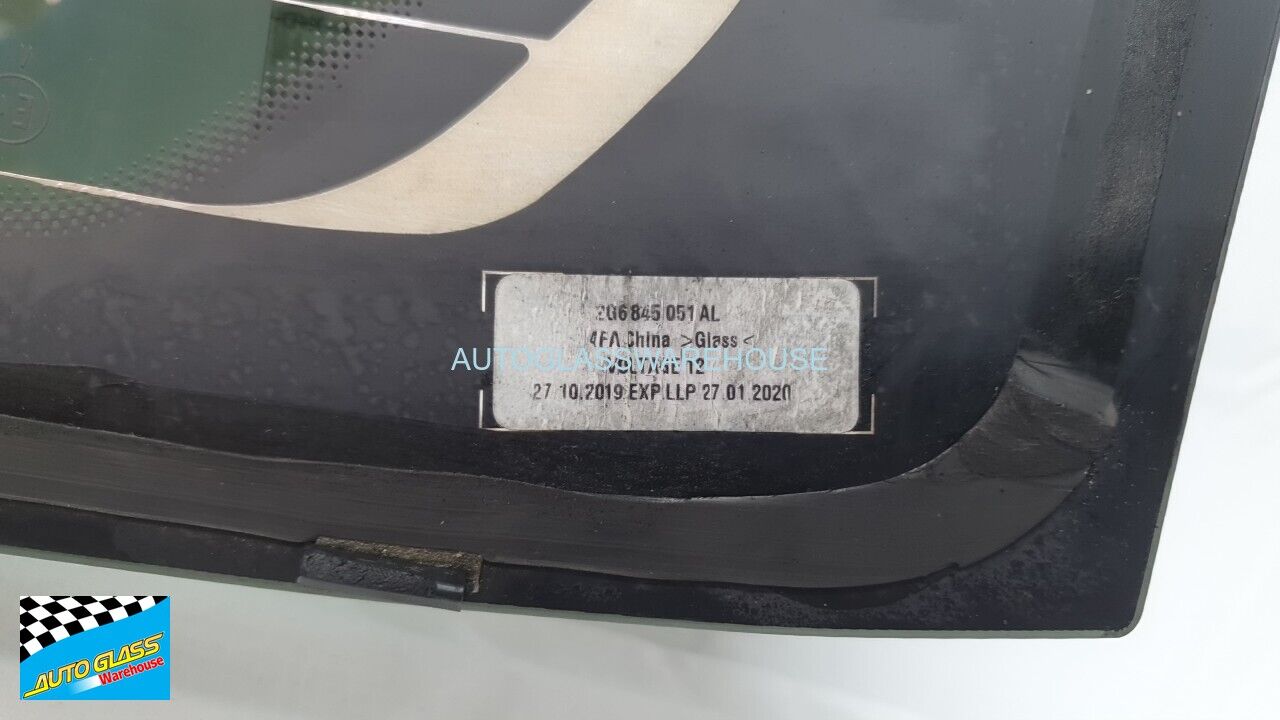 2G6 845 051 AL
China >Glass<
AUTOGLASSWAREHOUSE
27.10.2019 EXP.LLP 27.01.2020
E
AUTO GLASS
Warehouse